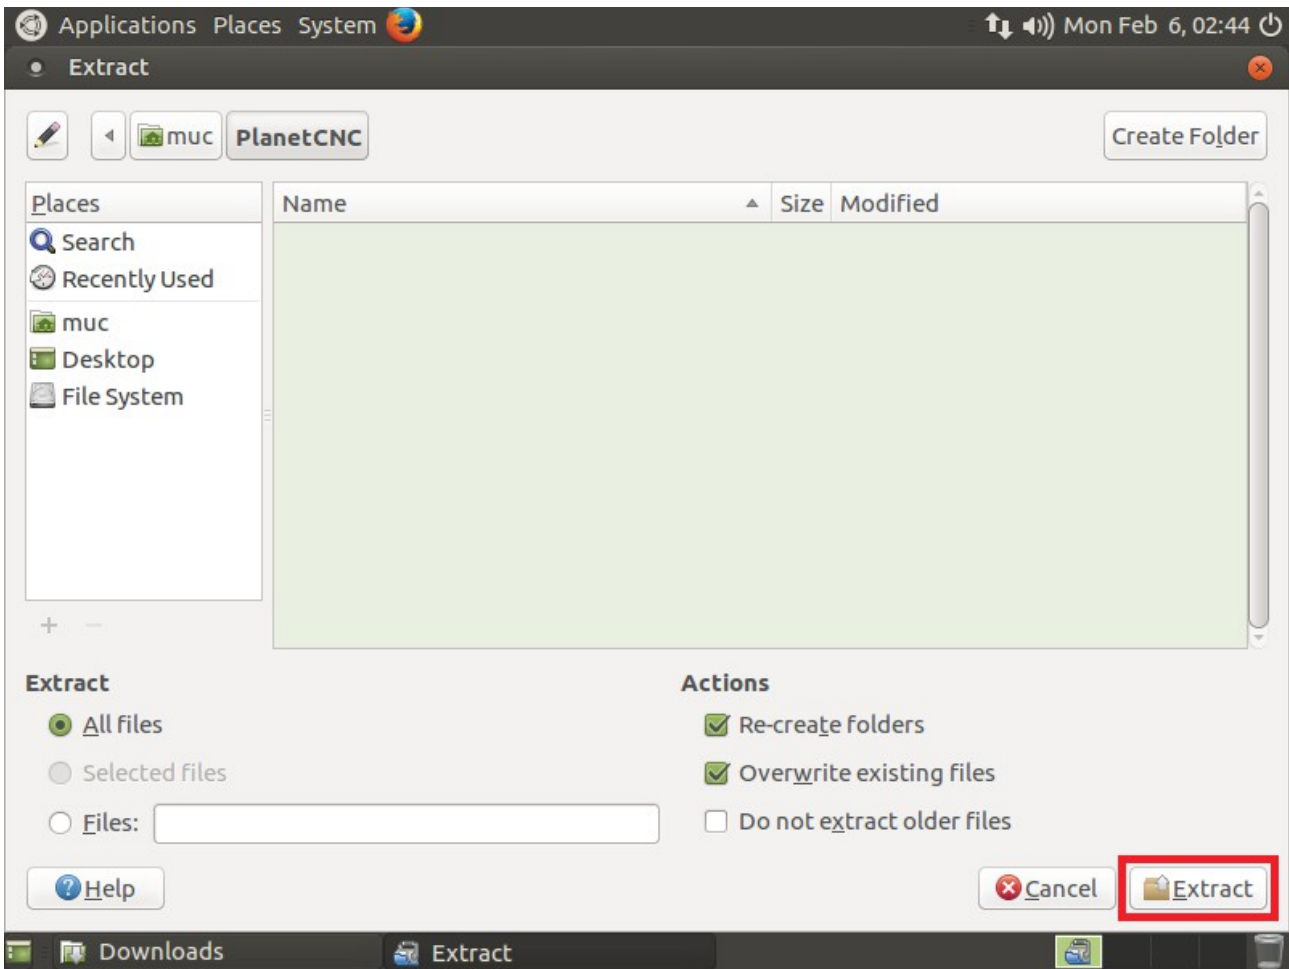 Applications Places System Mon Feb 6, 02:44
Extract
muc PlanetCNC Create Folder
Places Name Size Modified
Search
Recently Used
muc
Desktop
File System
Extract Actions
All files Re-create folders
Selected files Overwrite existing files
Files: Do not extract older files
Help Cancel Extract
Downloads Extract